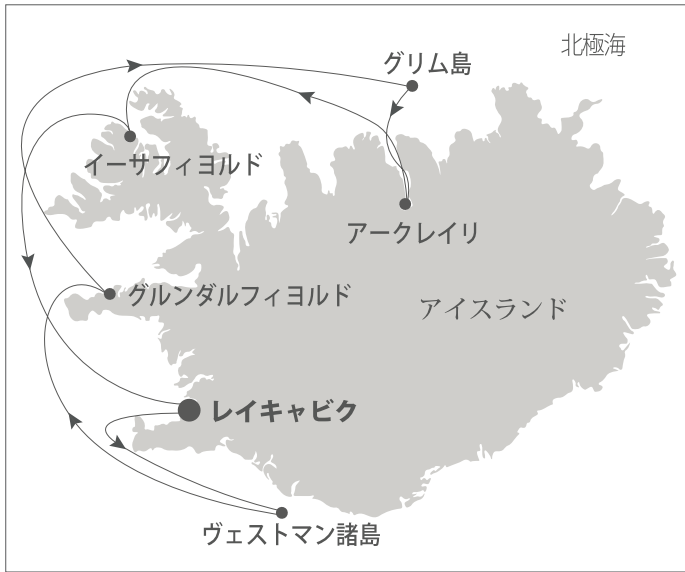 北極海
グリム島
イーサフィヨルド
アークレイリ
グルンダルフィヨルド
アイスランド
レイキャビク
ヴェストマン諸島